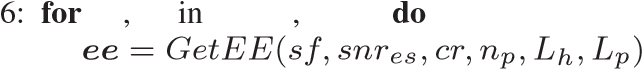 6: for , in , do
ee = GetEE(sf, snr_es, cr, n_p, L_h, L_p)